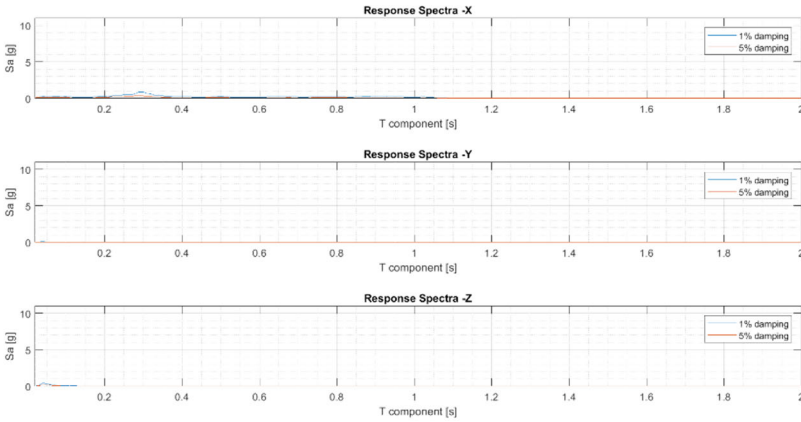 Response Spectra -X
10
5
0
Sa [g]
1% damping
5% damping
0.2 0.4 0.6 0.8 1 1.2 1.4 1.6 1.8 2
T component [s]
Response Spectra -Y
10
5
0
Sa [g]
1% damping
5% damping
0.2 0.4 0.6 0.8 1 1.2 1.4 1.6 1.8 2
T component [s]
Response Spectra -Z
10
5
0
Sa [g]
1% damping
5% damping
0.2 0.4 0.6 0.8 1 1.2 1.4 1.6 1.8 2
T component [s]